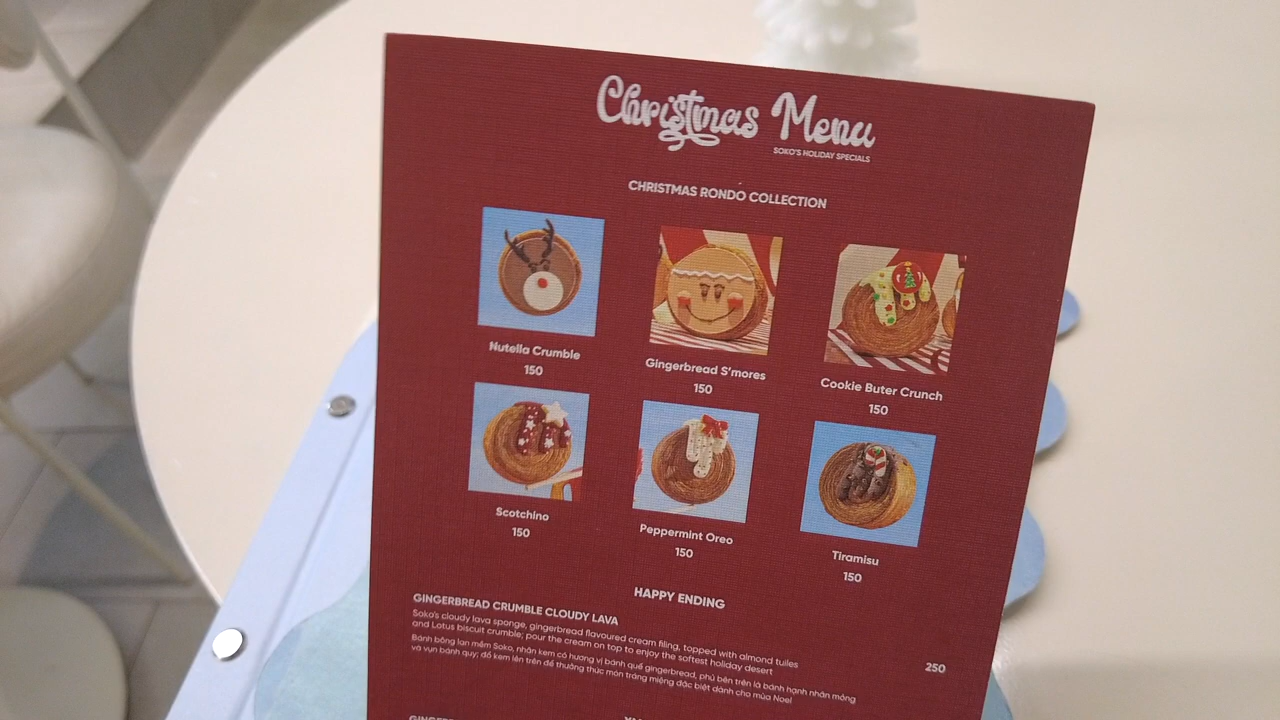 Christmas Menu
SOKO'S HOLIDAY SPECIALS
CHRISTMAS RONDO COLLECTION
Nutella Crumble
150
Gingerbread S'mores
150
Cookie Buter Crunch
150
Scotchino
150
Peppermint Oreo
150
Tiramisu
150
HAPPY ENDING
GINGERBREAD CRUMBLE CLOUDY LAVA
Soko's cloudy lava sponge, gingerbread flavoured cream filing, topped with almond tuiles
and Lotus biscuit crumble; pour the cream on top to enjoy the softest holiday desert
250
Bánh bông lan mềm Soko, nhân kem có hương vị bánh quế gingerbread, phủ bên trên là bánh hạnh nhân mỏng
và vụn bánh quy; đổ kem lên trên để thưởng thức món tráng miệng đặc biệt dành cho mùa Noel